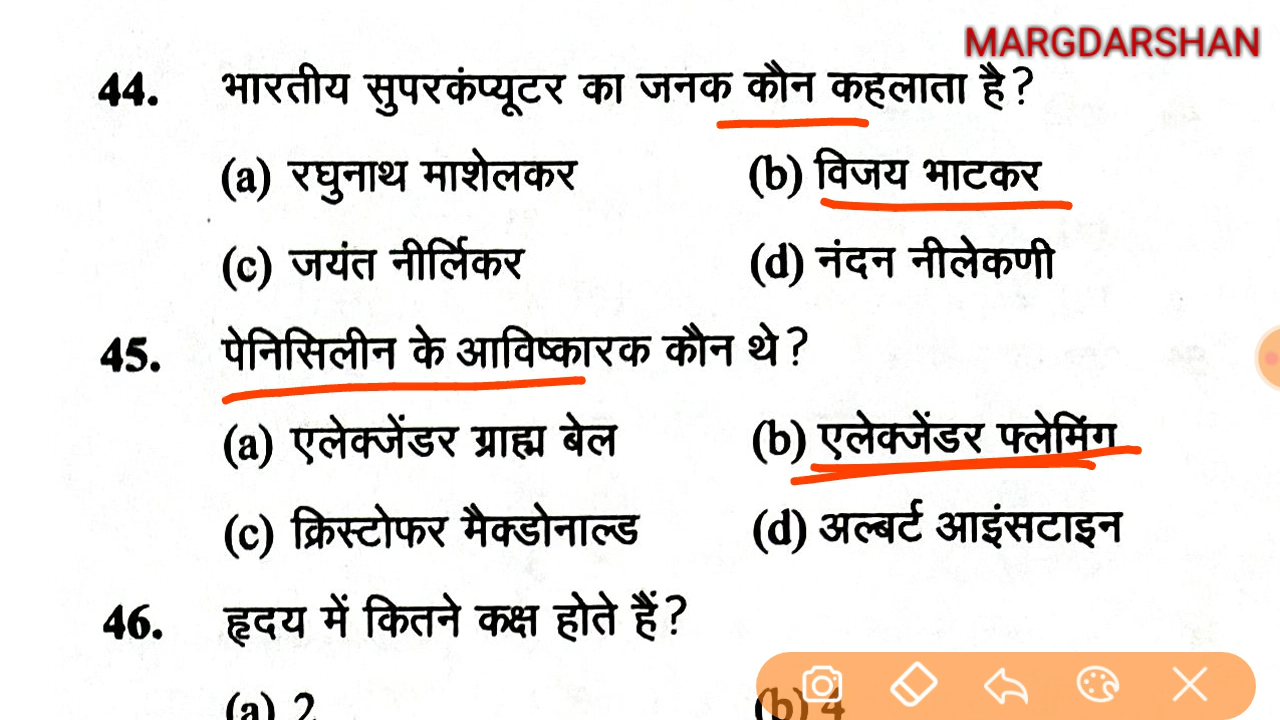 MARGDARSHAN
44. भारतीय सुपरकंप्यूटर का जनक कौन कहलाता है?
(a) रघुनाथ माशेलकर (b) विजय भाटकर
(c) जयंत नीर्लिकर (d) नंदन नीलेकणी
45. पेनिसिलीन के आविष्कारक कौन थे?
(a) एलेक्जेंडर ग्राह्म बेल (b) एलेक्जेंडर फ्लेमिंग
(c) क्रिस्टोफर मैक्डोनाल्ड (d) अल्बर्ट आइंसटाइन
46. हृदय में कितने कक्ष होते हैं?
(a) 2 (b) 4